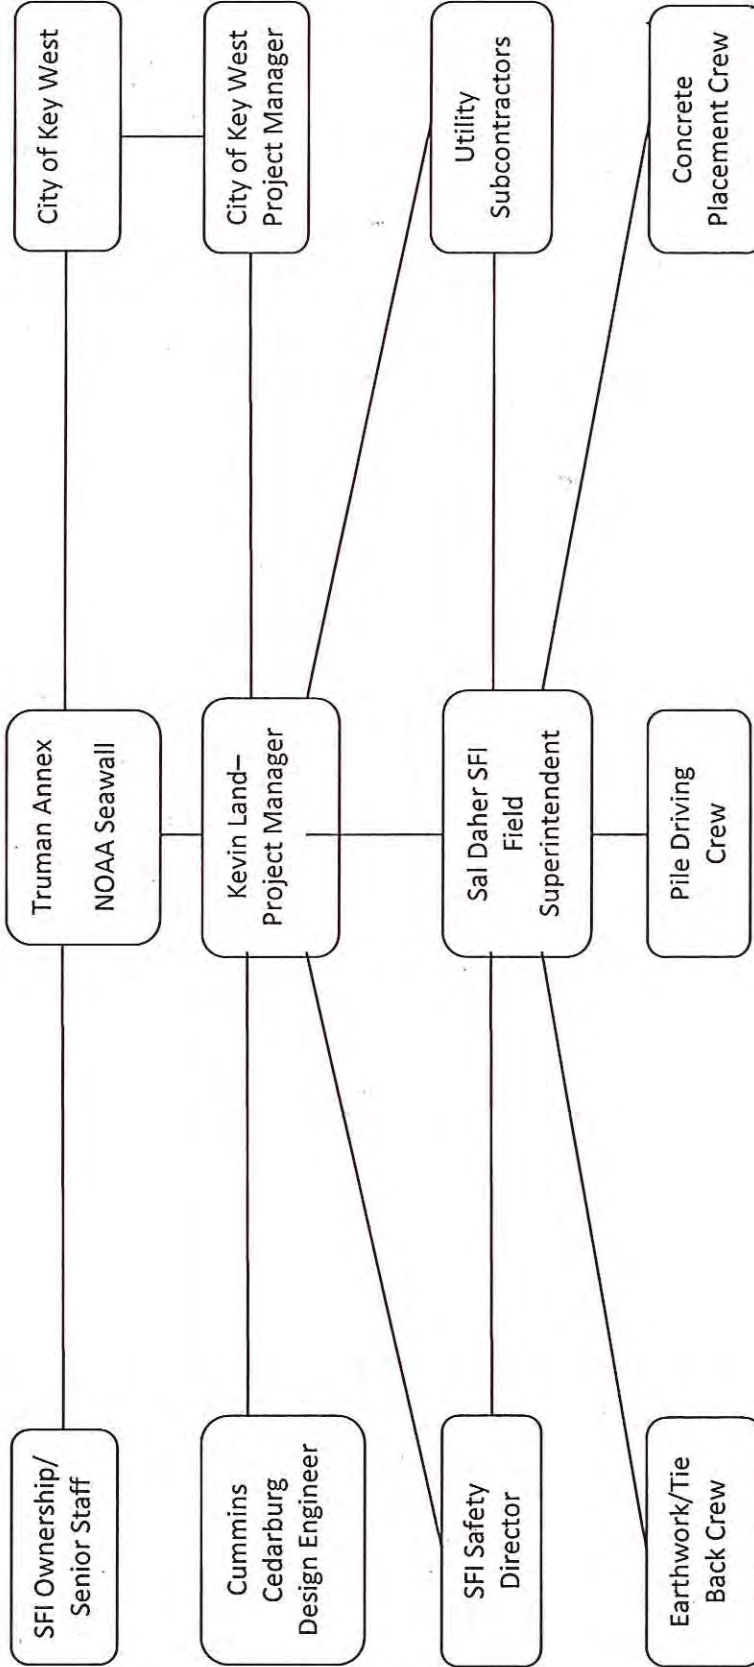 SFI Ownership/
Senior Staff
Truman Annex
NOAA Seawall
City of Key West
Cummins
Cedarburg
Design Engineer
Kevin Land–
Project Manager
City of Key West
Project Manager
SFI Safety
Director
Sal Daher SFI
Field
Superintendent
Utility
Subcontractors
Earthwork/Tie
Back Crew
Pile Driving
Crew
Concrete
Placement Crew